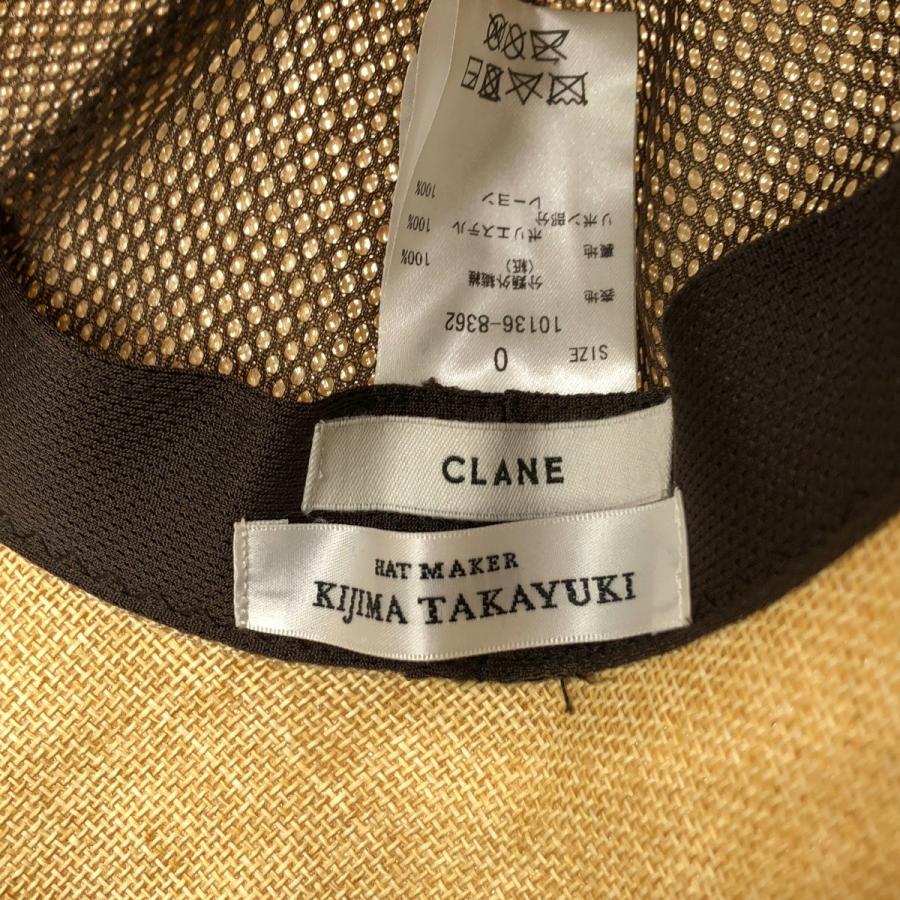 SIZE 0
10136-8362
表地 分類外繊維 100%
(紙)
裏地 ポリエステル 100%
リボン部分
レーヨン 100%
CLANE
HAT MAKER
KIJIMA TAKAYUKI